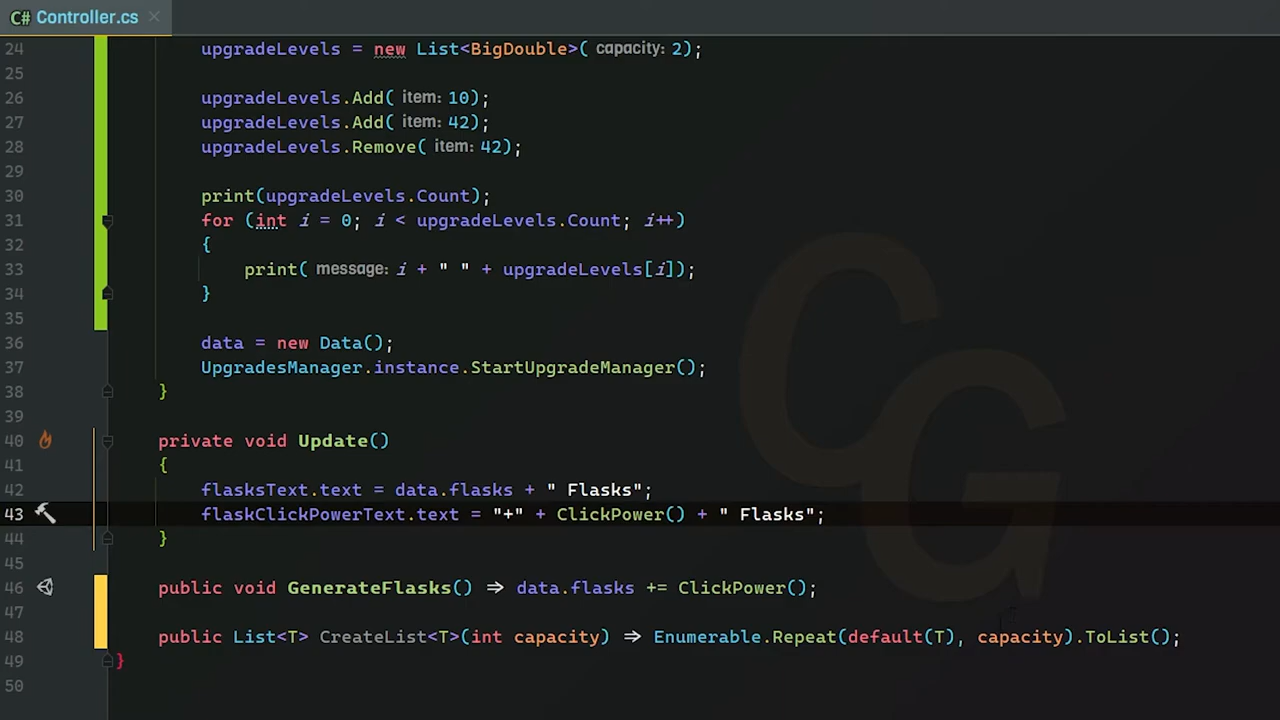 C# Controller.cs ×
24 upgradeLevels = new List<BigDouble>( capacity: 2);
25
26 upgradeLevels.Add( item: 10);
27 upgradeLevels.Add( item: 42);
28 upgradeLevels.Remove( item: 42);
29
30 print(upgradeLevels.Count);
31 for (int i = 0; i < upgradeLevels.Count; i++)
32 {
33 print( message: i + " " + upgradeLevels[i]);
34 }
35
36 data = new Data();
37 UpgradesManager.instance.StartUpgradeManager();
38 }
39
40 private void Update()
41 {
42 flasksText.text = data.flasks + " Flasks";
43 flaskClickPowerText.text = "+" + ClickPower() + " Flasks";
44 }
45
46 public void GenerateFlasks() => data.flasks += ClickPower();
47
48 public List<T> CreateList<T>(int capacity) => Enumerable.Repeat(default(T), capacity).ToList();
49 }
50
CG